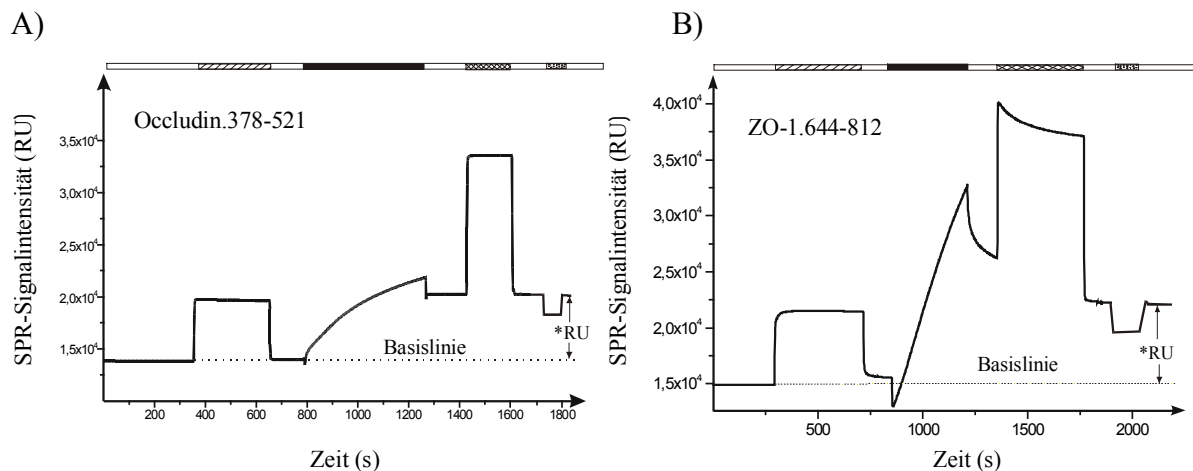 A)
Occludin.378-521
SPR-Signalintensität (RU)
3,5x10⁴
3,0x10⁴
2,5x10⁴
2,0x10⁴
1,5x10⁴
Basislinie
*RU
200
400
600
800
1000
1200
1400
1600
1800
Zeit (s)
B)
ZO-1.644-812
SPR-Signalintensität (RU)
4,0x10⁴
3,5x10⁴
3,0x10⁴
2,5x10⁴
2,0x10⁴
1,5x10⁴
Basislinie
*RU
500
1000
1500
2000
Zeit (s)